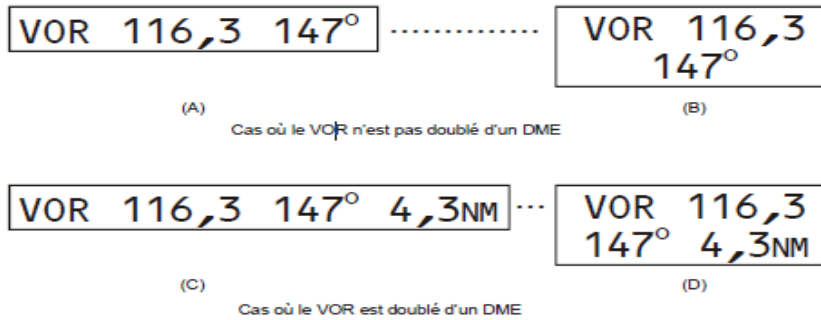 VOR 116,3 147° .............. VOR 116,3
147°
(A) (B)
Cas où le VOR n'est pas doublé d'un DME
VOR 116,3 147° 4,3NM ... VOR 116,3
147° 4,3NM
(C) (D)
Cas où le VOR est doublé d'un DME